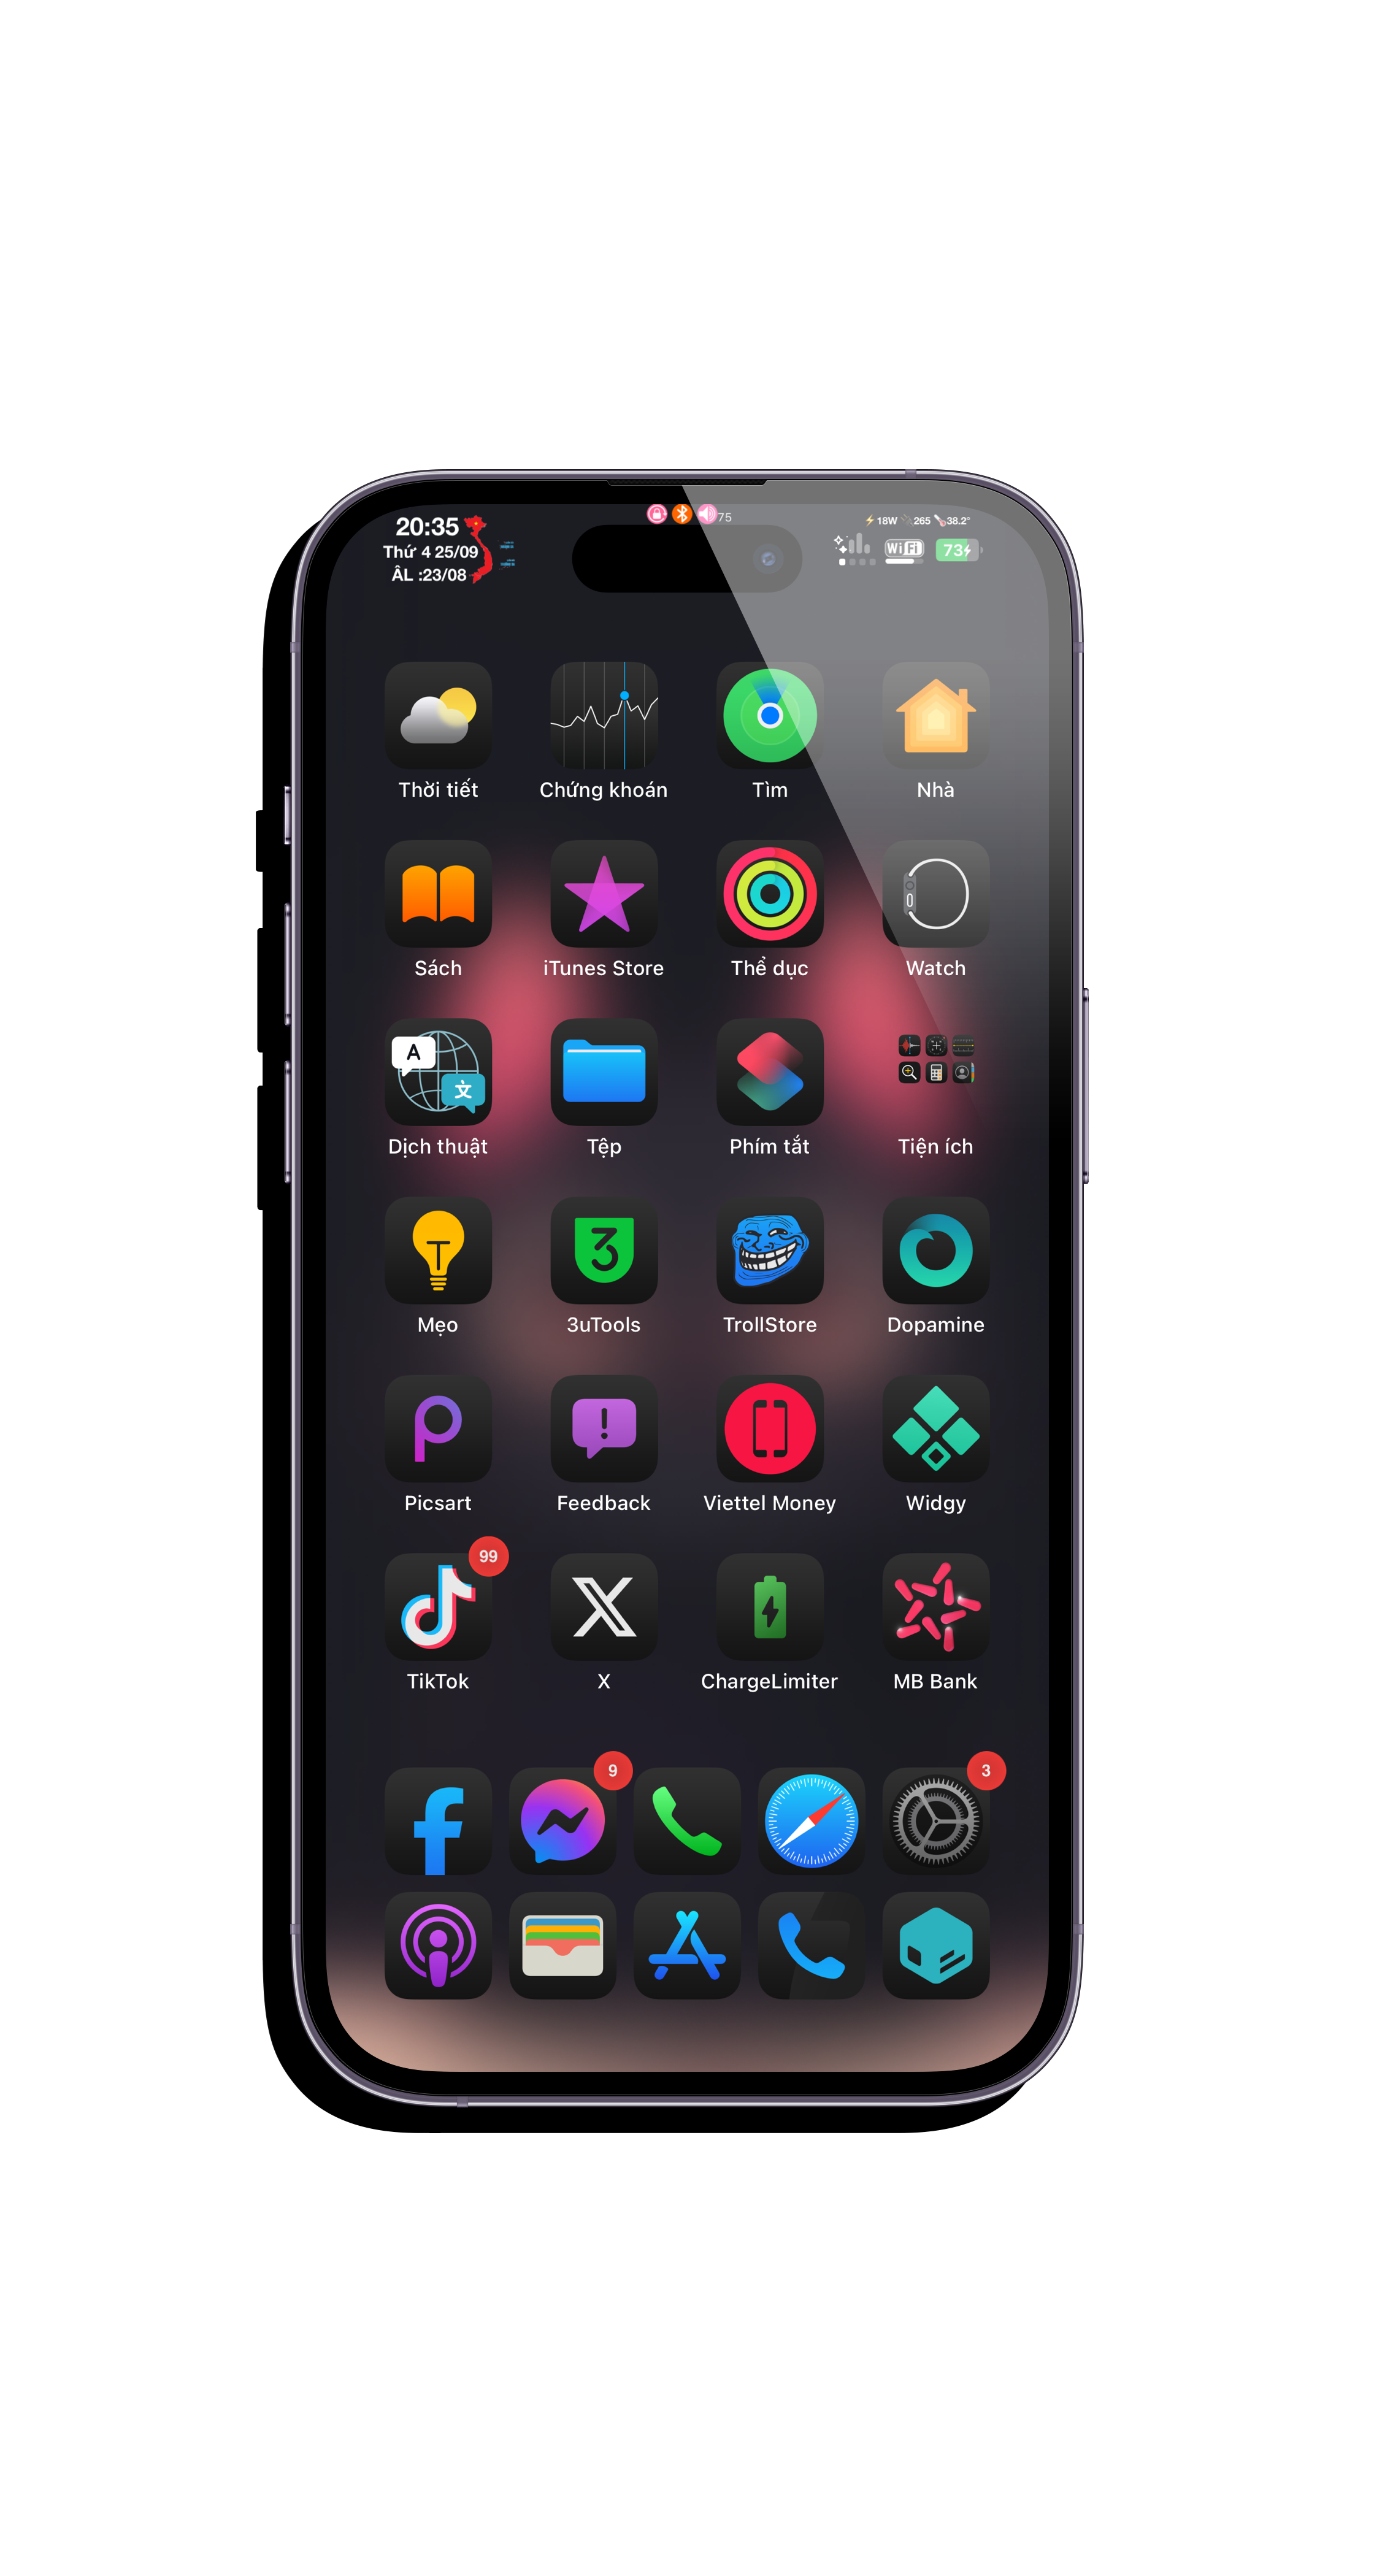 20:35
Thứ 4 25/09
ÂL :23/08
75
18W 265 38.2°
WiFi 73
Thời tiết Chứng khoán Tìm Nhà
Sách iTunes Store Thể dục Watch
A
文
Dịch thuật Tệp Phím tắt Tiện ích
3
Mẹo 3uTools TrollStore Dopamine
Picsart Feedback Viettel Money Widgy
99
TikTok X ChargeLimiter MB Bank
9 3